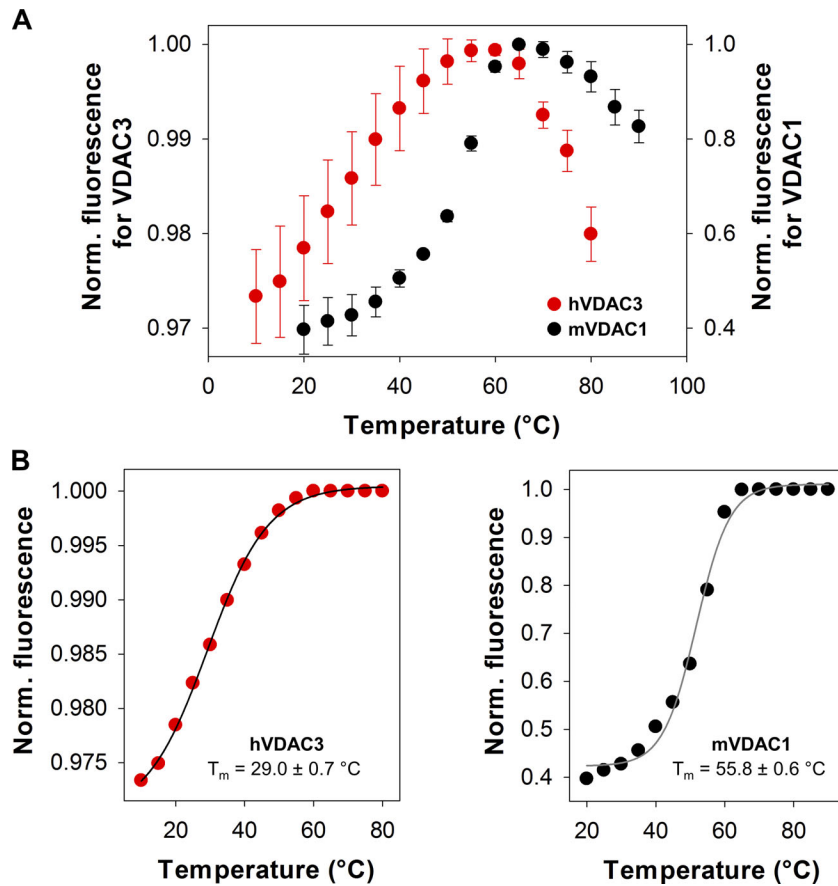 A
Norm. fluorescence
for VDAC3
1.00
0.99
0.98
0.97
1.0
0.8
0.6
0.4
Norm. fluorescence
for VDAC1
hVDAC3
mVDAC1
0 20 40 60 80 100
Temperature (°C)
B
Norm. fluorescence
1.000
0.995
0.990
0.985
0.980
0.975
hVDAC3
Tm = 29.0 ± 0.7 °C
20 40 60 80
Temperature (°C)
Norm. fluorescence
1.0
0.9
0.8
0.7
0.6
0.5
0.4
mVDAC1
Tm = 55.8 ± 0.6 °C
20 40 60 80
Temperature (°C)